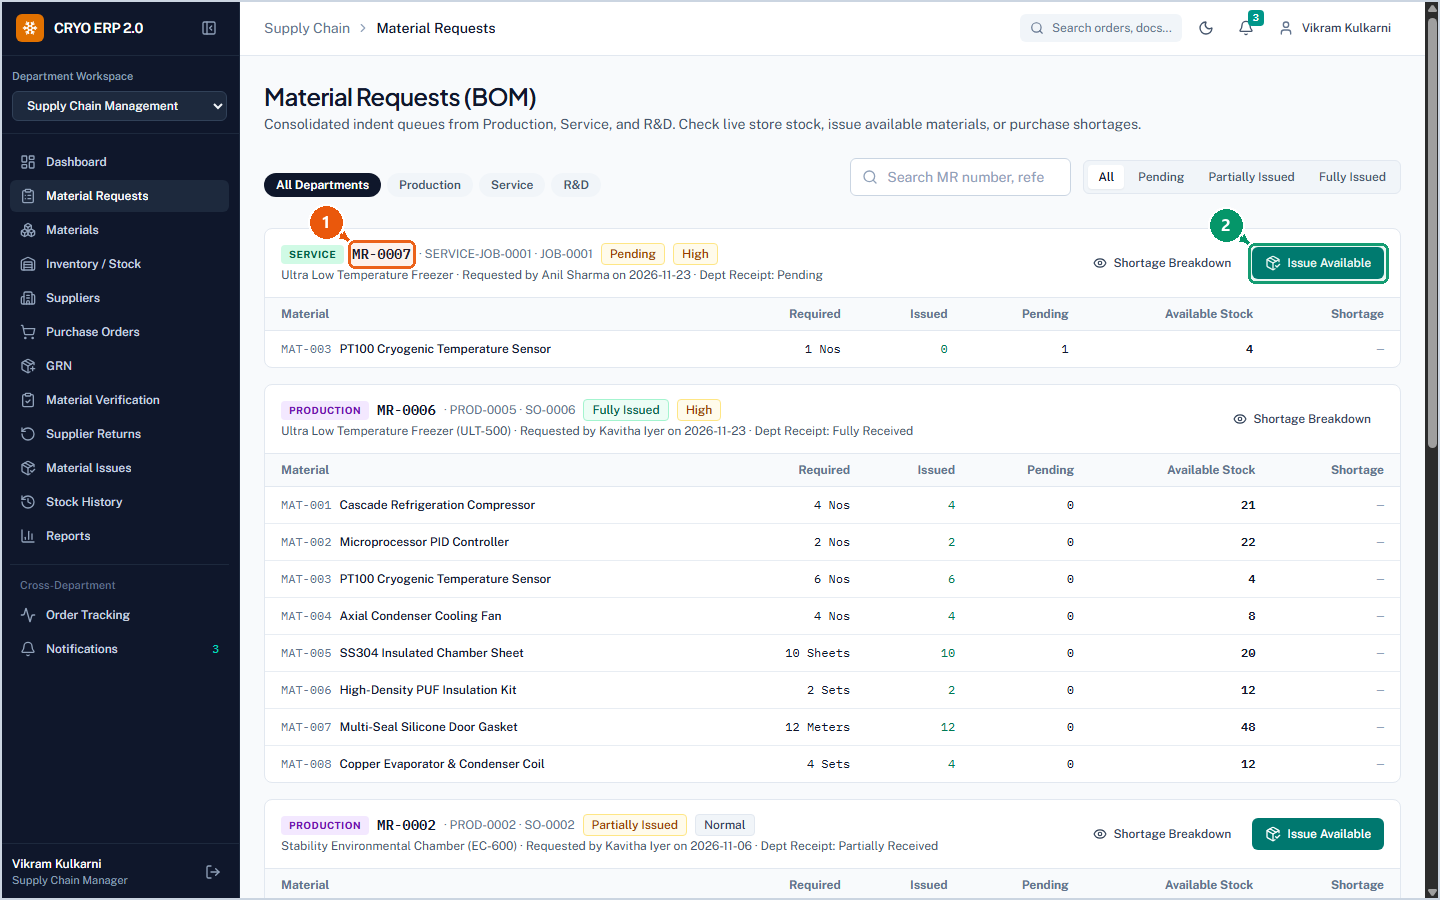 CRYO ERP 2.0
Department Workspace
Supply Chain Management
Dashboard
Material Requests
Materials
Inventory / Stock
Suppliers
Purchase Orders
GRN
Material Verification
Supplier Returns
Material Issues
Stock History
Reports
Cross-Department
Order Tracking
Notifications 3
Vikram Kulkarni
Supply Chain Manager
Supply Chain > Material Requests
Search orders, docs...
3
Vikram Kulkarni
Material Requests (BOM)
Consolidated indent queues from Production, Service, and R&D. Check live store stock, issue available materials, or purchase shortages.
All Departments Production Service R&D
Search MR number, refe
All Pending Partially Issued Fully Issued
1
2
SERVICE MR-0007 · SERVICE-JOB-0001 · JOB-0001 Pending High
Ultra Low Temperature Freezer · Requested by Anil Sharma on 2026-11-23 · Dept Receipt: Pending
Shortage Breakdown Issue Available
Material Required Issued Pending Available Stock Shortage
MAT-003 PT100 Cryogenic Temperature Sensor 1 Nos 0 1 4 —
PRODUCTION MR-0006 · PROD-0005 · SO-0006 Fully Issued High
Ultra Low Temperature Freezer (ULT-500) · Requested by Kavitha Iyer on 2026-11-23 · Dept Receipt: Fully Received
Shortage Breakdown
Material Required Issued Pending Available Stock Shortage
MAT-001 Cascade Refrigeration Compressor 4 Nos 4 0 21 —
MAT-002 Microprocessor PID Controller 2 Nos 2 0 22 —
MAT-003 PT100 Cryogenic Temperature Sensor 6 Nos 6 0 4 —
MAT-004 Axial Condenser Cooling Fan 4 Nos 4 0 8 —
MAT-005 SS304 Insulated Chamber Sheet 10 Sheets 10 0 20 —
MAT-006 High-Density PUF Insulation Kit 2 Sets 2 0 12 —
MAT-007 Multi-Seal Silicone Door Gasket 12 Meters 12 0 48 —
MAT-008 Copper Evaporator & Condenser Coil 4 Sets 4 0 12 —
PRODUCTION MR-0002 · PROD-0002 · SO-0002 Partially Issued Normal
Stability Environmental Chamber (EC-600) · Requested by Kavitha Iyer on 2026-11-06 · Dept Receipt: Partially Received
Shortage Breakdown Issue Available
Material Required Issued Pending Available Stock Shortage